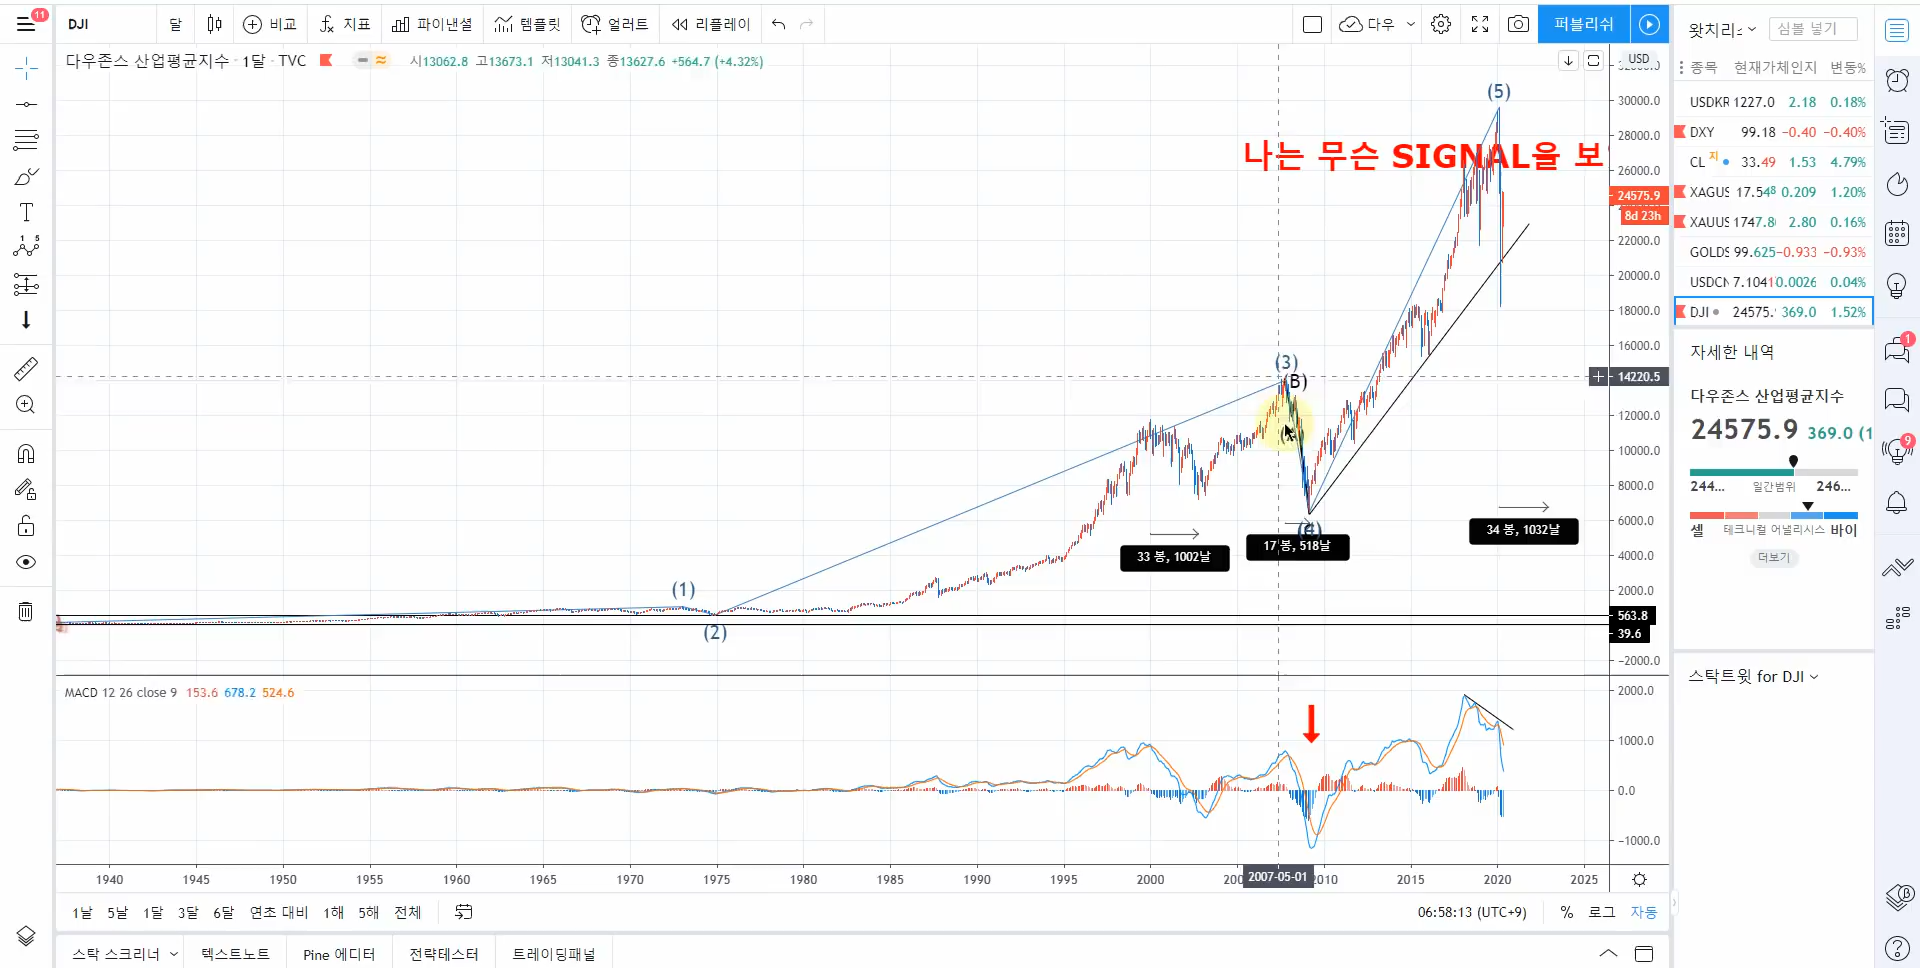 11
DJI
달
비교
지표
파이낸셜
템플릿
얼러트
리플레이
다우
퍼블리쉬
왓치리스
심볼 넣기
다우존스 산업평균지수 · 1달 · TVC
시13062.8 고13673.1 저13041.3 종13627.6 +564.7 (+4.32%)
USD
종목 현재가 체인지 변동%
USDKR 1227.0 2.18 0.18%
DXY 99.18 −0.40 −0.40%
CL 지 33.49 1.53 4.79%
XAGUS 17.548 0.209 1.20%
XAUUS 1747.8 2.80 0.16%
GOLDS 99.625 −0.933 −0.93%
USDCN 7.1041 0.0026 0.04%
DJI 24575. 369.0 1.52%
나는 무슨 SIGNAL을 보
(5)
(3)
B)
(1)
(2)
33 봉, 1002날
17 봉, 518날
34 봉, 1032날
30000.0
28000.0
26000.0
24575.9
8d 23h
22000.0
20000.0
18000.0
16000.0
14220.5
12000.0
10000.0
8000.0
6000.0
4000.0
2000.0
563.8
39.6
−2000.0
MACD 12 26 close 9 153.6 678.2 524.6
2000.0
1000.0
0.0
−1000.0
1940 1945 1950 1955 1960 1965 1970 1975 1980 1985 1990 1995 2000 2007-05-01 2010 2015 2020 2025
1날 5날 1달 3달 6달 연초 대비 1해 5해 전체
06:58:13 (UTC+9) % 로그 자동
스탁 스크리너 텍스트노트 Pine 에디터 전략테스터 트레이딩패널
자세한 내역
다우존스 산업평균지수
24575.9 369.0 (1
244... 일간범위 246...
셀 테크니컬 어낼리시스 바이
더보기
스탁트윗 for DJI
1
9